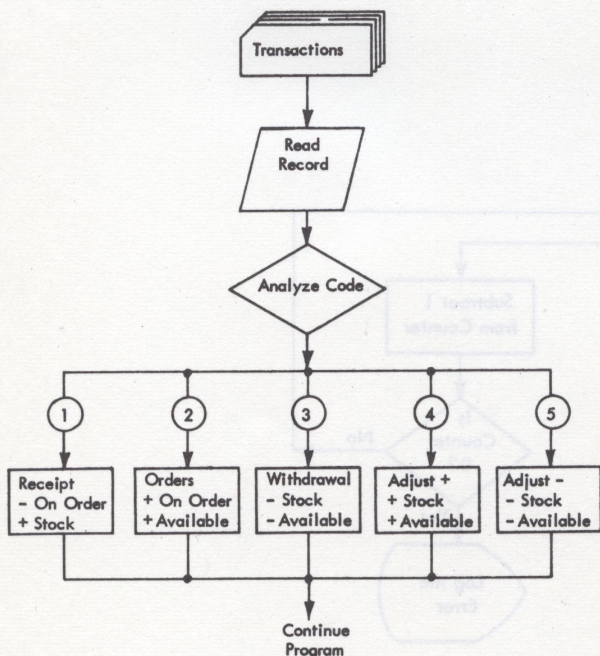 Transactions
Read
Record
Analyze Code
1
2
3
4
5
Receipt
- On Order
+ Stock
Orders
+ On Order
+ Available
Withdrawal
- Stock
- Available
Adjust +
+ Stock
+ Available
Adjust -
- Stock
- Available
Continue
Program